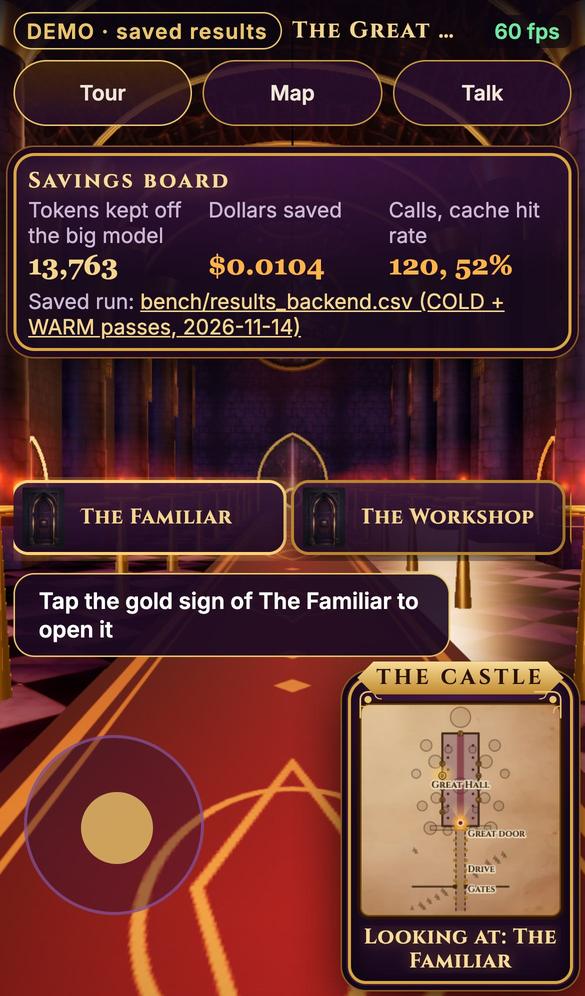 DEMO · saved results
The Great ...
60 fps
Tour
Map
Talk
Savings board
Tokens kept off the big model
13,763
Dollars saved
$0.0104
Calls, cache hit rate
120, 52%
Saved run: bench/results_backend.csv (COLD +
WARM passes, 2026-11-14)
The Familiar
The Workshop
Tap the gold sign of The Familiar to
open it
The Castle
Great Hall
Great door
Drive
Gates
Looking at: The
Familiar